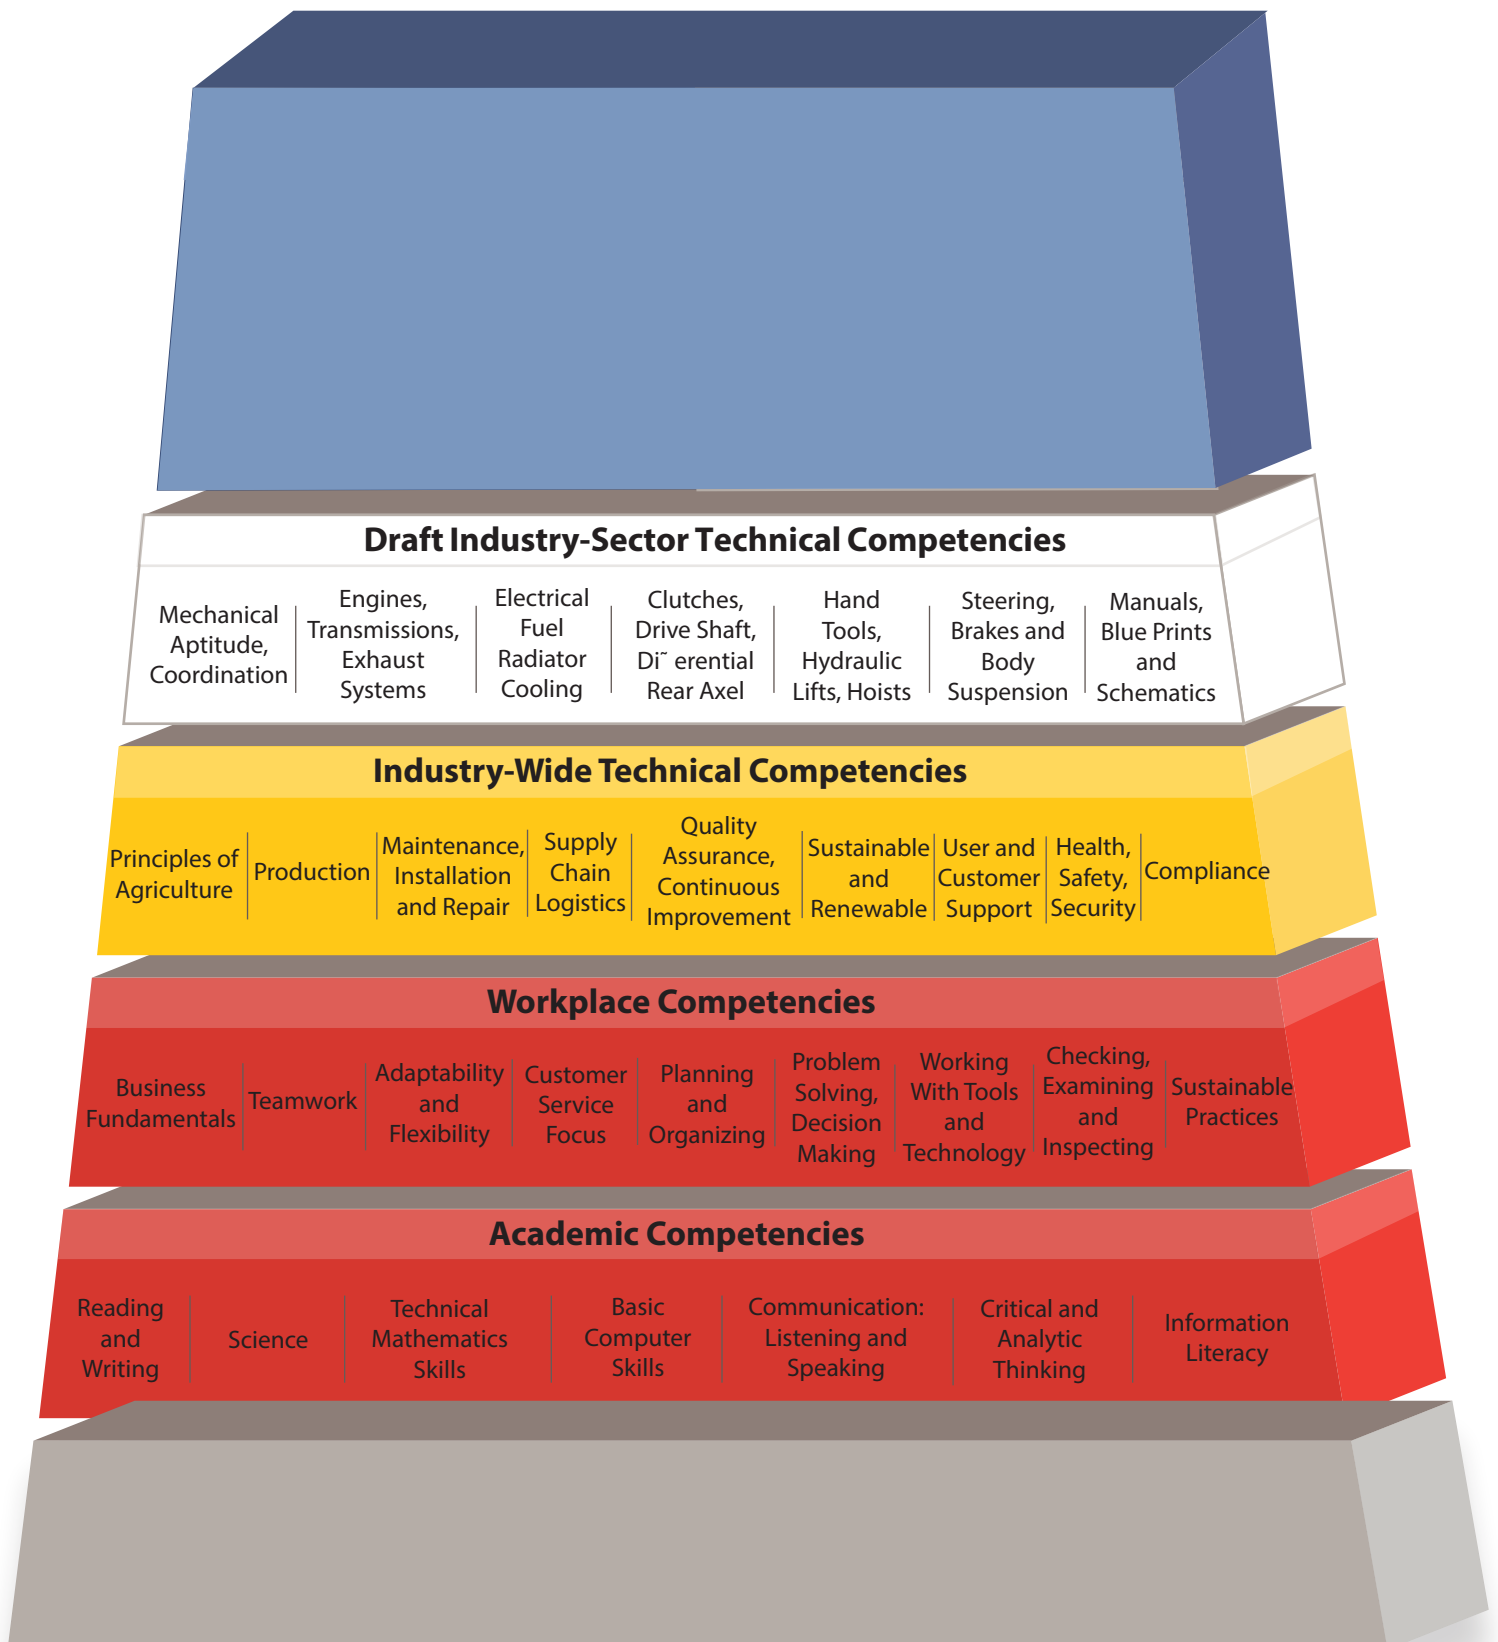 Draft Industry-Sector Technical Competencies
Mechanical
Aptitude,
Coordination
Engines,
Transmissions,
Exhaust
Systems
Electrical
Fuel
Radiator
Cooling
Clutches,
Drive Shaft,
Di˜ erential
Rear Axel
Hand
Tools,
Hydraulic
Lifts, Hoists
Steering,
Brakes and
Body
Suspension
Manuals,
Blue Prints
and
Schematics
Industry-Wide Technical Competencies
Principles of
Agriculture
Production
Maintenance,
Installation
and Repair
Supply
Chain
Logistics
Quality
Assurance,
Continuous
Improvement
Sustainable
and
Renewable
User and
Customer
Support
Health,
Safety,
Security
Compliance
Workplace Competencies
Business
Fundamentals
Teamwork
Adaptability
and
Flexibility
Customer
Service
Focus
Planning
and
Organizing
Problem
Solving,
Decision
Making
Working
With Tools
and
Technology
Checking,
Examining
and
Inspecting
Sustainable
Practices
Academic Competencies
Reading
and
Writing
Science
Technical
Mathematics
Skills
Basic
Computer
Skills
Communication:
Listening and
Speaking
Critical and
Analytic
Thinking
Information
Literacy